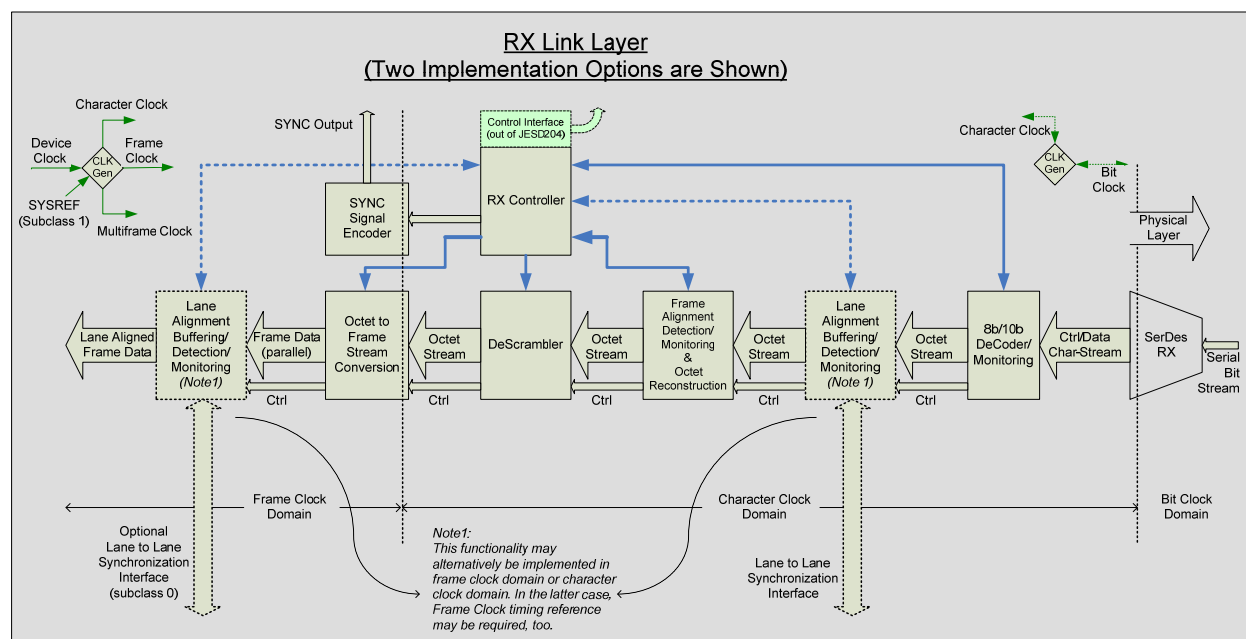 RX Link Layer
(Two Implementation Options are Shown)
Character Clock
Device
Clock
CLK
Gen
Frame
Clock
SYSREF
(Subclass 1)
Multiframe Clock
SYNC Output
Control Interface
(out of JESD204)
RX Controller
SYNC
Signal
Encoder
Character Clock
CLK
Gen
Bit
Clock
Physical
Layer
Lane Aligned
Frame Data
Lane
Alignment
Buffering/
Detection/
Monitoring
(Note1)
Frame Data
(parallel)
Ctrl
Octet to
Frame
Stream
Conversion
Octet
Stream
Ctrl
DeScrambler
Octet
Stream
Ctrl
Frame
Alignment
Detection/
Monitoring
&
Octet
Reconstruction
Octet
Stream
Ctrl
Lane
Alignment
Buffering/
Detection/
Monitoring
(Note 1)
Octet
Stream
Ctrl
8b/10b
DeCoder/
Monitoring
Ctrl/Data
Char-Stream
SerDes
RX
Serial
Bit
Stream
Frame Clock
Domain
Character Clock
Domain
Bit Clock
Domain
Optional
Lane to Lane
Synchronization
Interface
(subclass 0)
Note1:
This functionality may
alternatively be implemented in
frame clock domain or character
clock domain. In the latter case,
Frame Clock timing reference
may be required, too.
Lane to Lane
Synchronization
Interface